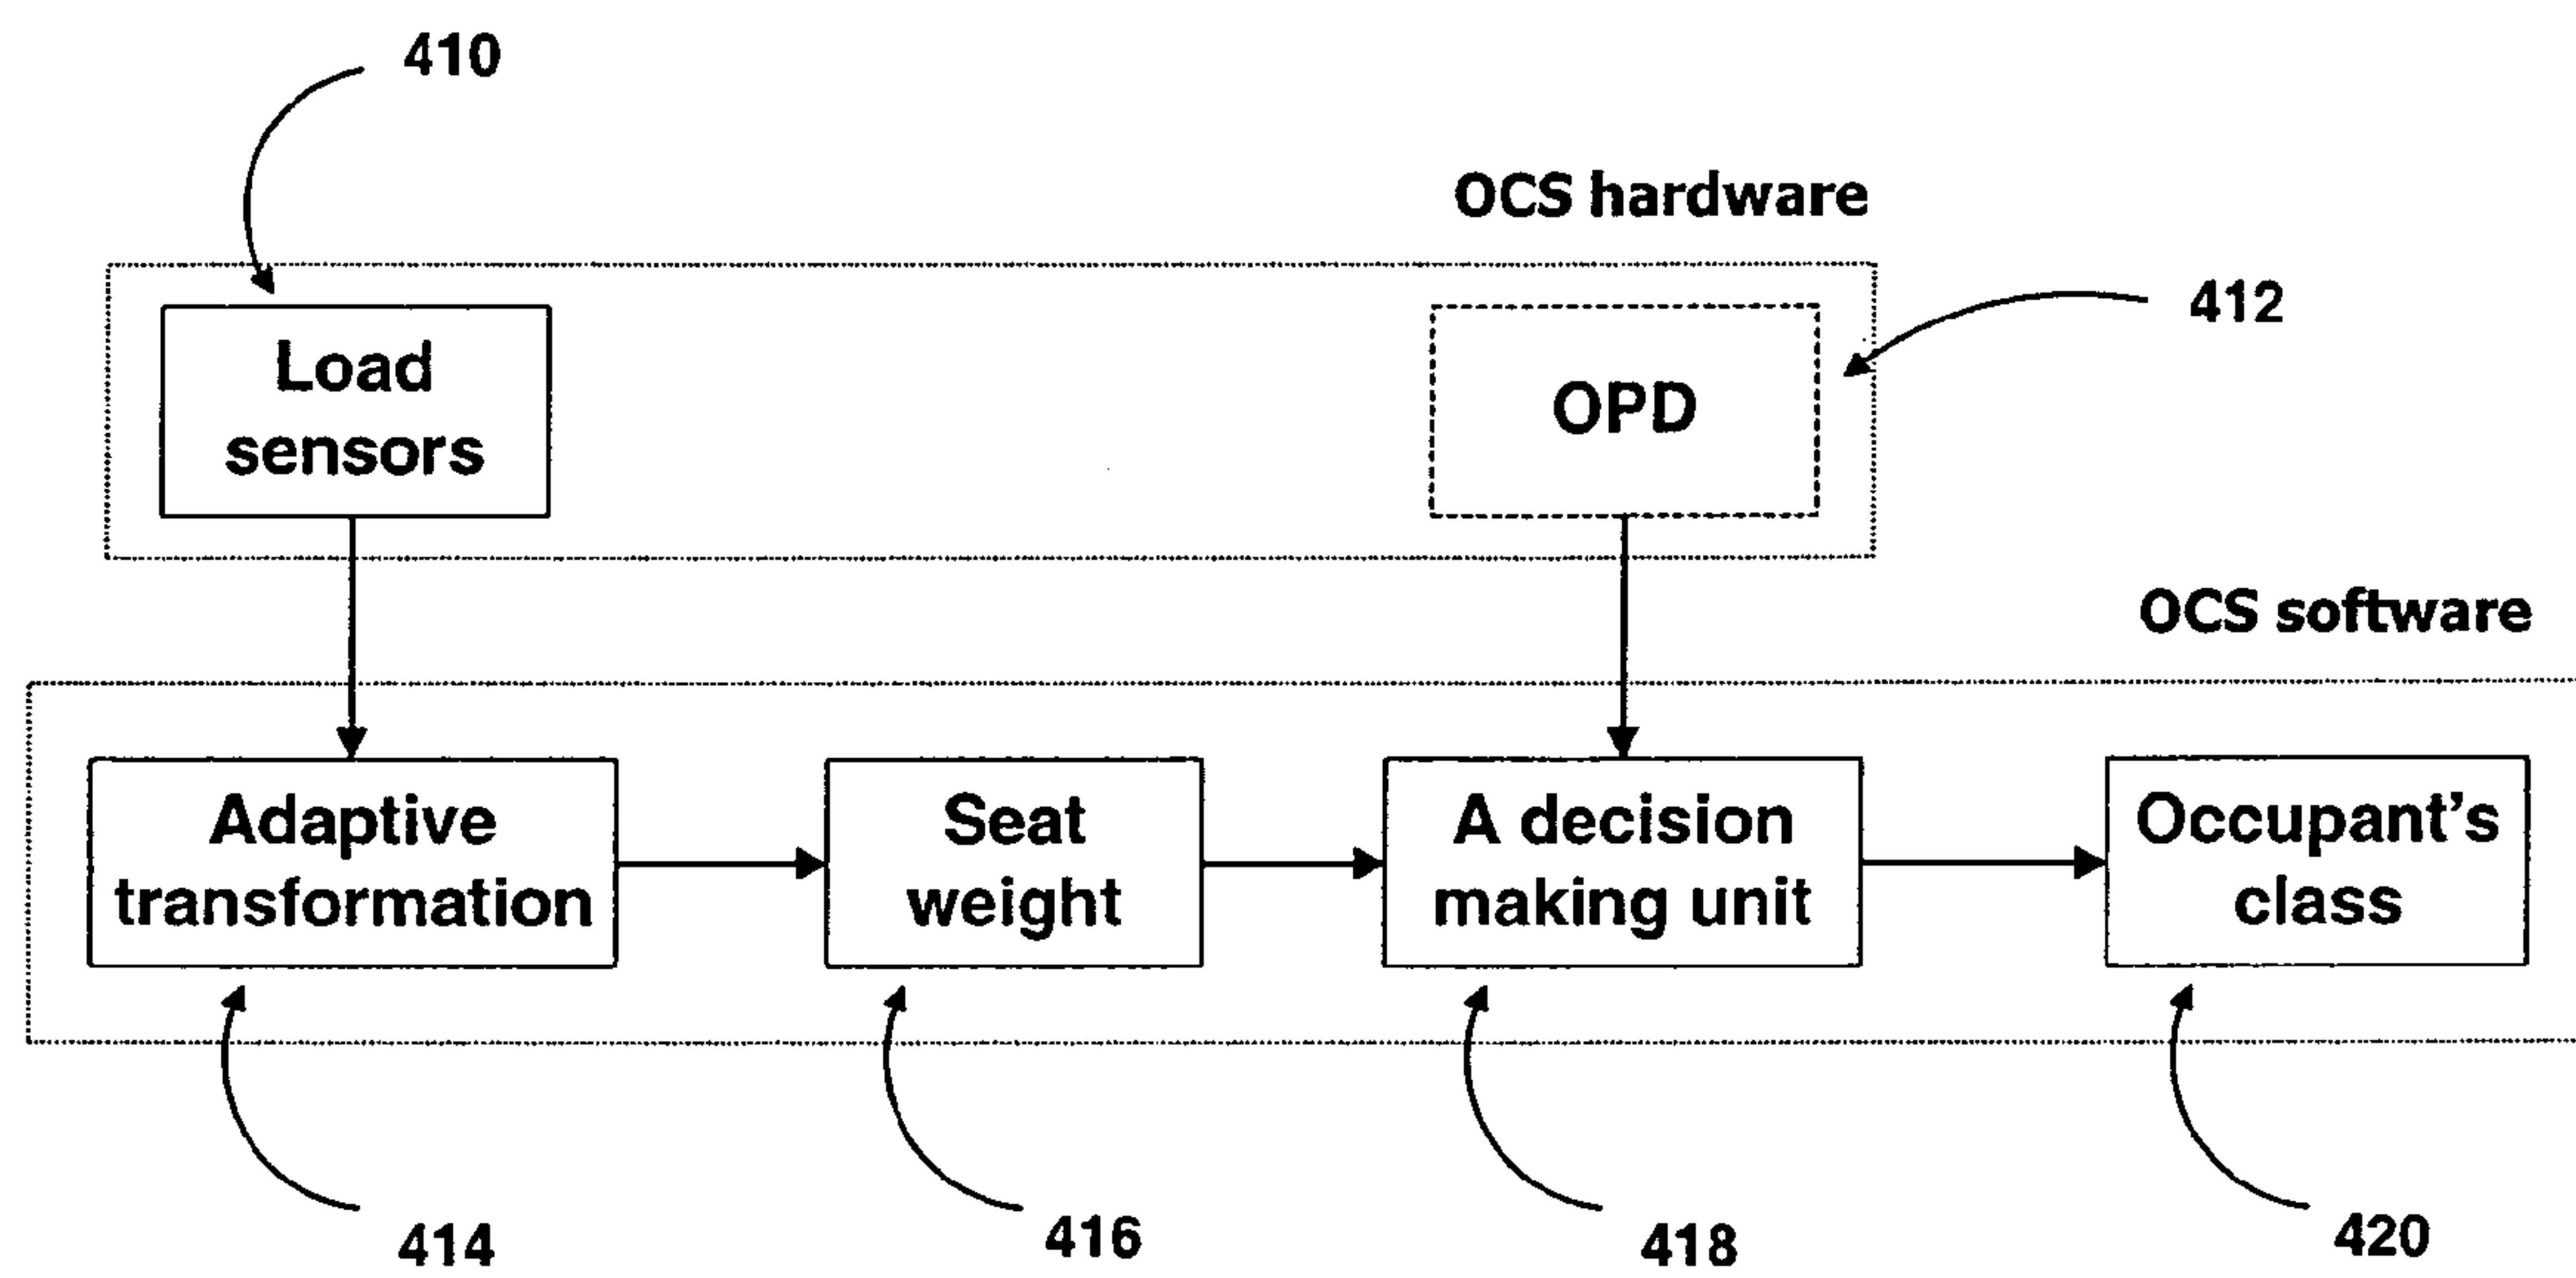 410
OCS hardware
412
Load
sensors
OPD
OCS software
Adaptive
transformation
Seat
weight
A decision
making unit
Occupant's
class
414
416
418
420